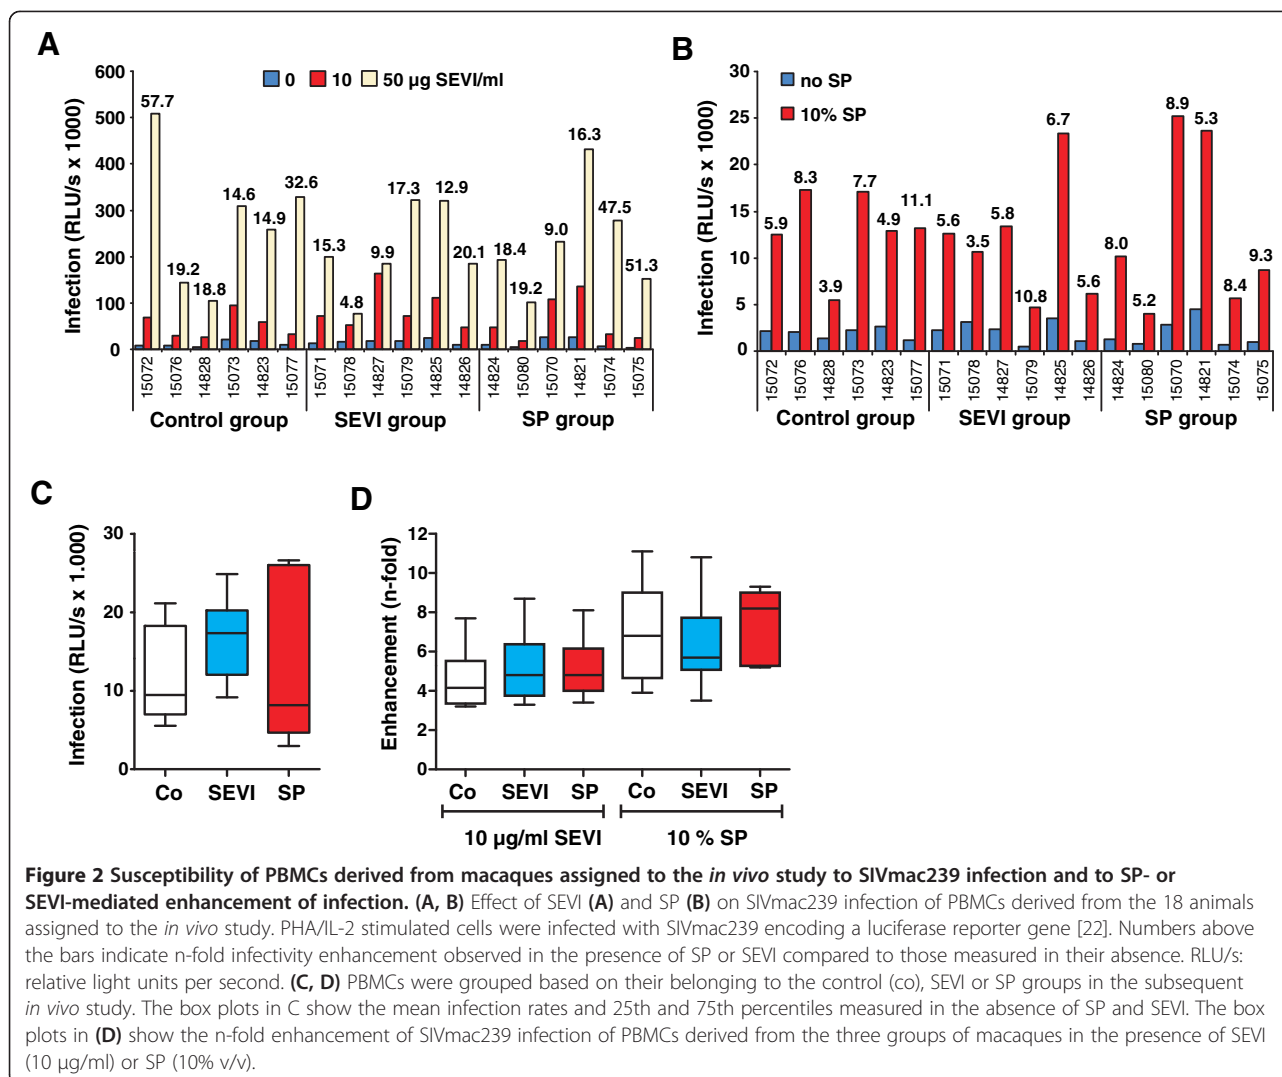 A
B
600
500
400
300
200
100
0
Infection (RLU/s x 1000)
0 10 50 µg SEVI/ml
57.7 19.2 18.8 14.6 14.9 32.6 15.3 4.8 9.9 17.3 12.9 20.1 18.4 19.2 9.0 16.3 47.5 51.3
15072 15076 14828 15073 14823 15077 15071 15078 14827 15079 14825 14826 14824 15080 15070 14821 15074 15075
Control group SEVI group SP group
30
25
20
15
10
5
0
Infection (RLU/s x 1000)
no SP
10% SP
5.9 8.3 3.9 7.7 4.9 11.1 5.6 3.5 5.8 10.8 6.7 5.6 8.0 5.2 8.9 5.3 8.4 9.3
15072 15076 14828 15073 14823 15077 15071 15078 14827 15079 14825 14826 14824 15080 15070 14821 15074 15075
Control group SEVI group SP group
C
30
20
10
0
Infection (RLU/s x 1.000)
Co SEVI SP
D
12
10
8
6
4
2
0
Enhancement (n-fold)
Co SEVI SP Co SEVI SP
10 µg/ml SEVI 10 % SP
Figure 2 Susceptibility of PBMCs derived from macaques assigned to the in vivo study to SIVmac239 infection and to SP- or
SEVI-mediated enhancement of infection. (A, B) Effect of SEVI (A) and SP (B) on SIVmac239 infection of PBMCs derived from the 18 animals
assigned to the in vivo study. PHA/IL-2 stimulated cells were infected with SIVmac239 encoding a luciferase reporter gene [22]. Numbers above
the bars indicate n-fold infectivity enhancement observed in the presence of SP or SEVI compared to those measured in their absence. RLU/s:
relative light units per second. (C, D) PBMCs were grouped based on their belonging to the control (co), SEVI or SP groups in the subsequent
in vivo study. The box plots in C show the mean infection rates and 25th and 75th percentiles measured in the absence of SP and SEVI. The box
plots in (D) show the n-fold enhancement of SIVmac239 infection of PBMCs derived from the three groups of macaques in the presence of SEVI
(10 µg/ml) or SP (10% v/v).